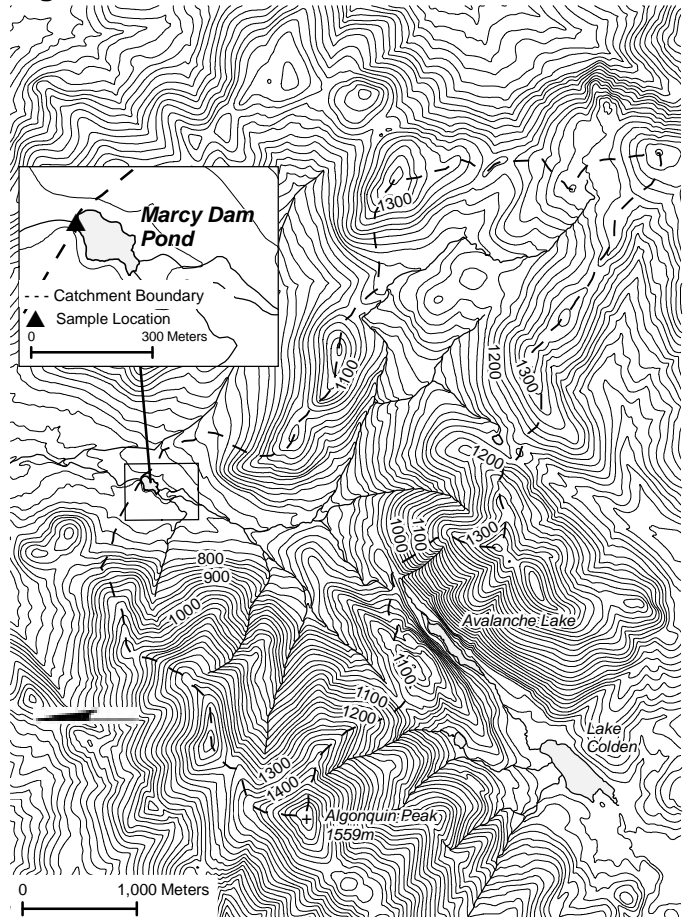 1300
Marcy Dam
Pond
Catchment Boundary
Sample Location
0 300 Meters
1100
1200
1300
1200
1100
1000
1300
800
900
1000
Avalanche Lake
1100
1100
1200
Lake
Colden
1300
1400
Algonquin Peak
1559m
0 1,000 Meters